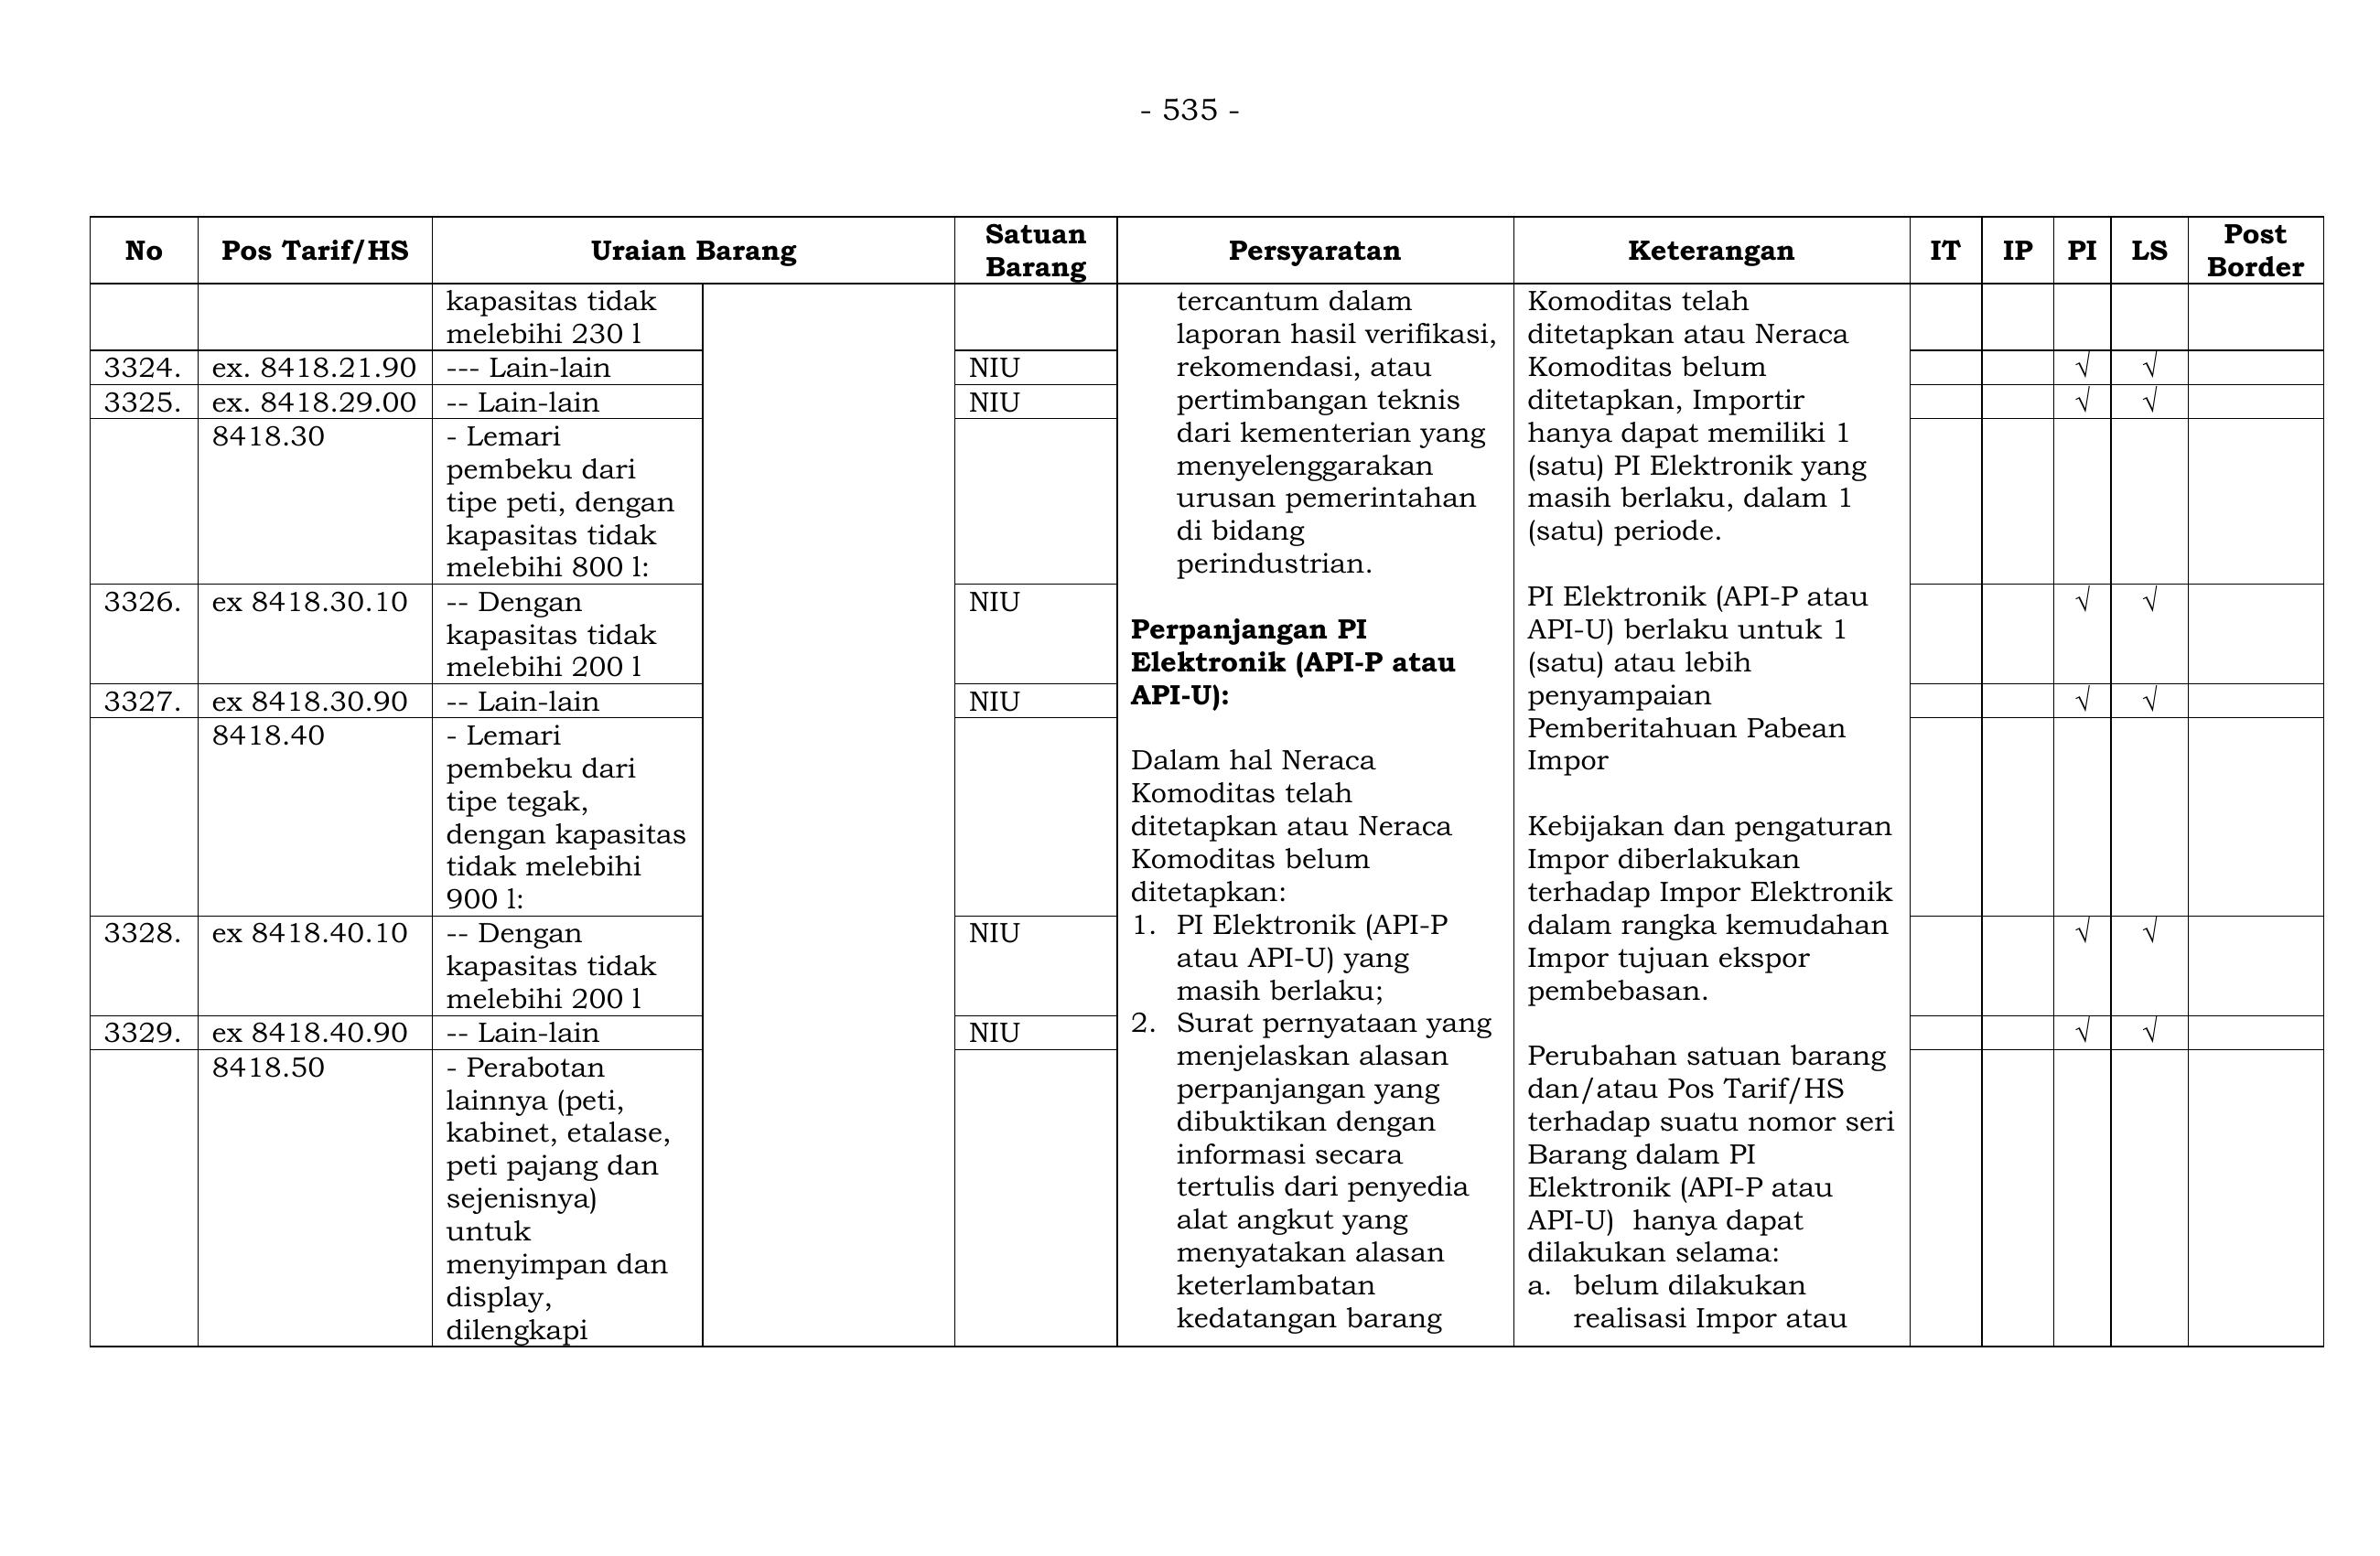 - 535 -
No
Pos Tarif/HS
Uraian Barang
Satuan
Barang
Persyaratan
Keterangan
IT
IP
PI
LS
Post
Border
kapasitas tidak
melebihi 230 l
3324.
ex. 8418.21.90
--- Lain-lain
NIU
√
√
3325.
ex. 8418.29.00
-- Lain-lain
NIU
√
√
8418.30
- Lemari
pembeku dari
tipe peti, dengan
kapasitas tidak
melebihi 800 l:
3326.
ex 8418.30.10
-- Dengan
kapasitas tidak
melebihi 200 l
NIU
√
√
3327.
ex 8418.30.90
-- Lain-lain
NIU
√
√
8418.40
- Lemari
pembeku dari
tipe tegak,
dengan kapasitas
tidak melebihi
900 l:
3328.
ex 8418.40.10
-- Dengan
kapasitas tidak
melebihi 200 l
NIU
√
√
3329.
ex 8418.40.90
-- Lain-lain
NIU
√
√
8418.50
- Perabotan
lainnya (peti,
kabinet, etalase,
peti pajang dan
sejenisnya)
untuk
menyimpan dan
display,
dilengkapi
tercantum dalam
laporan hasil verifikasi,
rekomendasi, atau
pertimbangan teknis
dari kementerian yang
menyelenggarakan
urusan pemerintahan
di bidang
perindustrian.
Perpanjangan PI
Elektronik (API-P atau
API-U):
Dalam hal Neraca
Komoditas telah
ditetapkan atau Neraca
Komoditas belum
ditetapkan:
1. PI Elektronik (API-P
atau API-U) yang
masih berlaku;
2. Surat pernyataan yang
menjelaskan alasan
perpanjangan yang
dibuktikan dengan
informasi secara
tertulis dari penyedia
alat angkut yang
menyatakan alasan
keterlambatan
kedatangan barang
Komoditas telah
ditetapkan atau Neraca
Komoditas belum
ditetapkan, Importir
hanya dapat memiliki 1
(satu) PI Elektronik yang
masih berlaku, dalam 1
(satu) periode.
PI Elektronik (API-P atau
API-U) berlaku untuk 1
(satu) atau lebih
penyampaian
Pemberitahuan Pabean
Impor
Kebijakan dan pengaturan
Impor diberlakukan
terhadap Impor Elektronik
dalam rangka kemudahan
Impor tujuan ekspor
pembebasan.
Perubahan satuan barang
dan/atau Pos Tarif/HS
terhadap suatu nomor seri
Barang dalam PI
Elektronik (API-P atau
API-U)  hanya dapat
dilakukan selama:
a. belum dilakukan
realisasi Impor atau